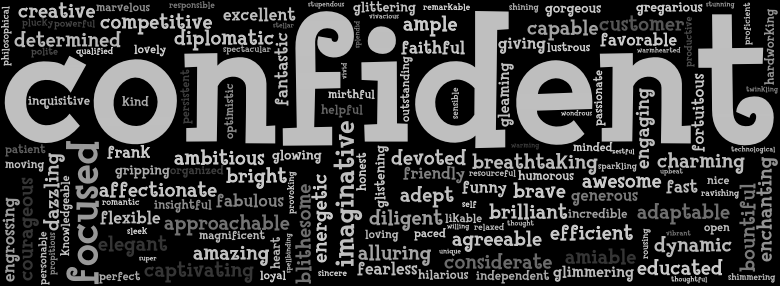 philosophical
creative
marvelous
responsible
stupendous
glittering
remarkable
shining
gorgeous
gregarious
stunning
proficient
plucky
powerful
competitive
excellent
stellar
splendid
vivacious
ample
capable
customer
productive
hardworking
determined
diplomatic
fantastic
faithful
giving
lustrous
favorable
polite
qualified
lovely
spectacular
vivid
outstanding
warmhearted
twinkling
confident
inquisitive
kind
persistent
optimistic
mirthful
helpful
sensible
gleaming
wondrous
passionate
engaging
fortuitous
technological
patient
frank
ambitious
glowing
imaginative
honest
glistening
devoted
warming
breathtaking
minded
zestful
charming
moving
dazzling
focused
gripping
organized
bright
provoking
energetic
friendly
resourceful
humorous
sparkling
upbeat
enchanting
engrossing
courageous
knowledgeable
affectionate
blithesome
adept
funny
brave
awesome
fast
nice
ravishing
romantic
insightful
fabulous
self
generous
flexible
approachable
diligent
likable
brilliant
incredible
adaptable
bountiful
personable
propitious
sleek
magnificent
heart
spellbinding
loving
paced
willing
relaxed
thought
efficient
rousing
vibrant
open
elegant
amazing
alluring
agreeable
dynamic
super
unique
considerate
amiable
perfect
captivating
loyal
sincere
fearless
hilarious
independent
glimmering
educated
thoughtful
shimmering